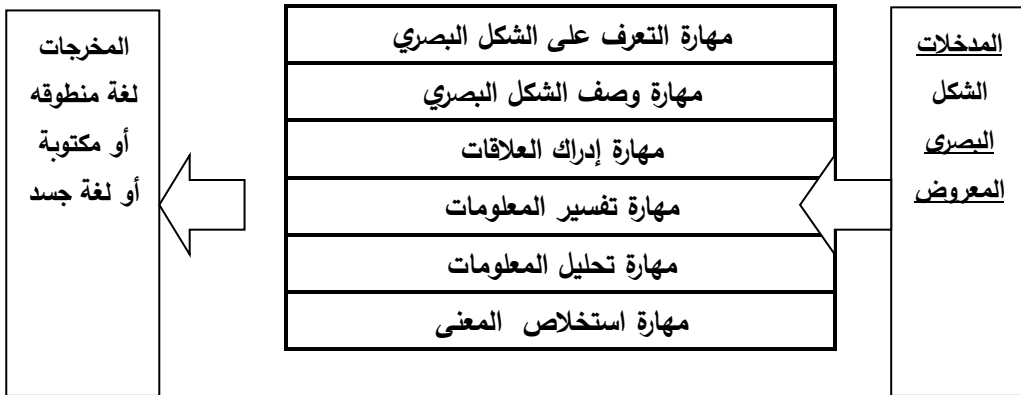 المدخلات
الشكل
البصرى
المعروض
مهارة التعرف على الشكل البصري
مهارة وصف الشكل البصري
مهارة إدراك العلاقات
مهارة تفسير المعلومات
مهارة تحليل المعلومات
مهارة استخلاص المعنى
المخرجات
لغة منطوقه
أو مكتوبة
أو لغة جسد